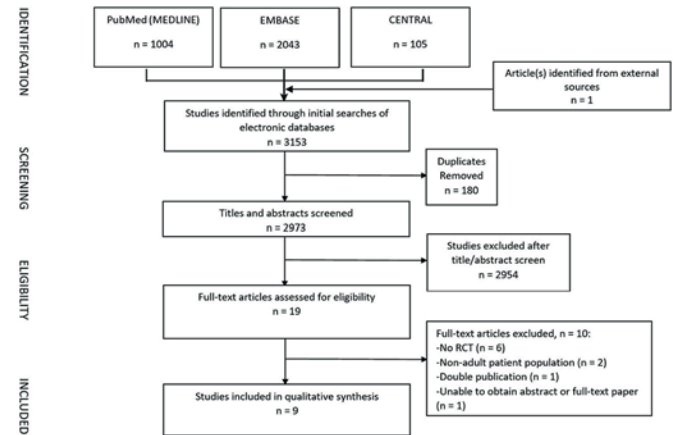 IDENTIFICATION
PubMed (MEDLINE)
n = 1004
EMBASE
n = 2043
CENTRAL
n = 105
Article(s) identified from external
sources
n = 1
Studies identified through initial searches of
electronic databases
n = 3153
SCREENING
Duplicates
Removed
n = 180
Titles and abstracts screened
n = 2973
Studies excluded after
title/abstract screen
n = 2954
ELIGIBILITY
Full-text articles assessed for eligibility
n = 19
Full-text articles excluded, n = 10:
-No RCT (n = 6)
-Non-adult patient population (n = 2)
-Double publication (n = 1)
-Unable to obtain abstract or full-text paper
(n = 1)
INCLUDED
Studies included in qualitative synthesis
n = 9